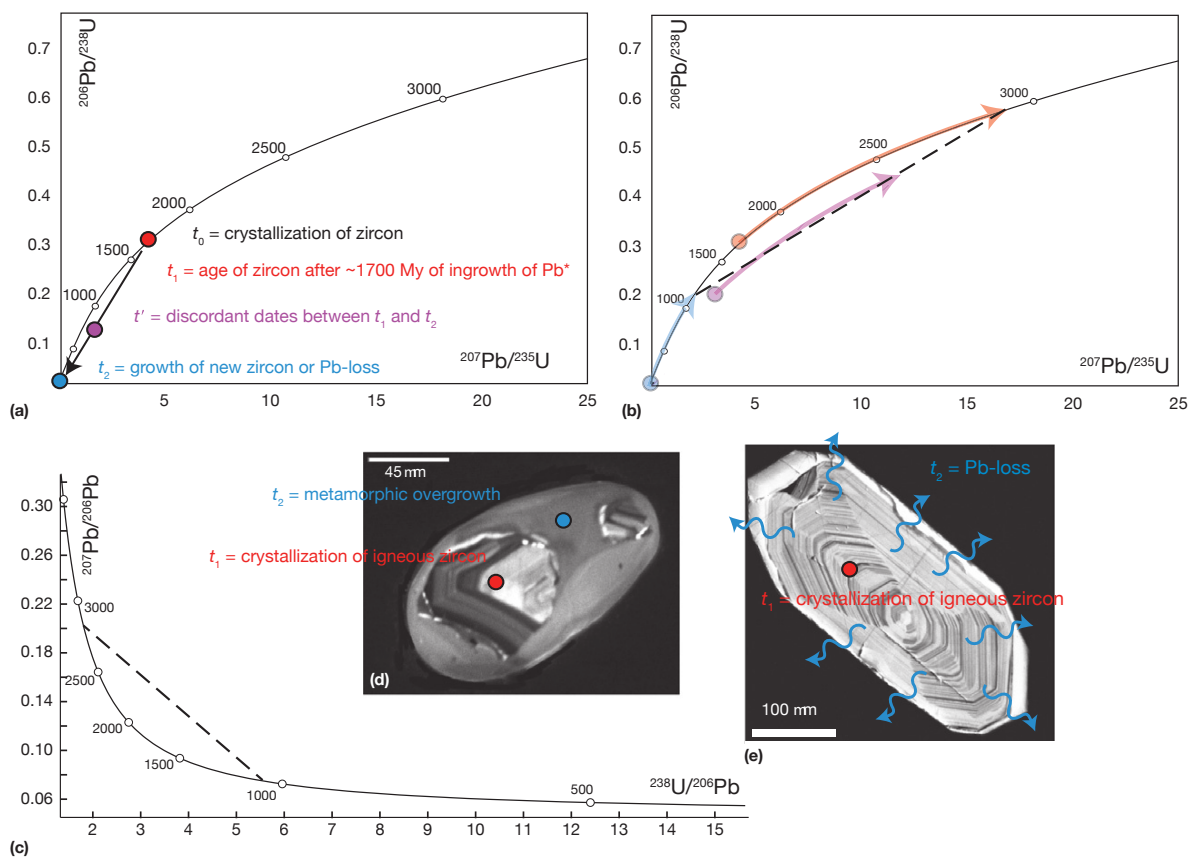 0.7
0.6
0.5
0.4
0.3
0.2
0.1
²⁰⁶Pb/²³⁸U
3000
2500
2000
1500
1000
t₀ = crystallization of zircon
t₁ = age of zircon after ~1700 My of ingrowth of Pb*
t′ = discordant dates between t₁ and t₂
t₂ = growth of new zircon or Pb-loss
²⁰⁷Pb/²³⁵U
5 10 15 20 25
(a)
0.7
0.6
0.5
0.4
0.3
0.2
0.1
²⁰⁶Pb/²³⁸U
3000
2500
2000
1500
1000
²⁰⁷Pb/²³⁵U
5 10 15 20 25
(b)
0.30
0.26
0.22
0.18
0.14
0.10
0.06
²⁰⁷Pb/²⁰⁶Pb
3000
2500
2000
1500
1000
500
²³⁸U/²⁰⁶Pb
2 3 4 5 6 7 8 9 10 11 12 13 14 15
(c)
45 mm
t₂ = metamorphic overgrowth
t₁ = crystallization of igneous zircon
(d)
t₂ = Pb-loss
t₁ = crystallization of igneous zircon
100 mm
(e)